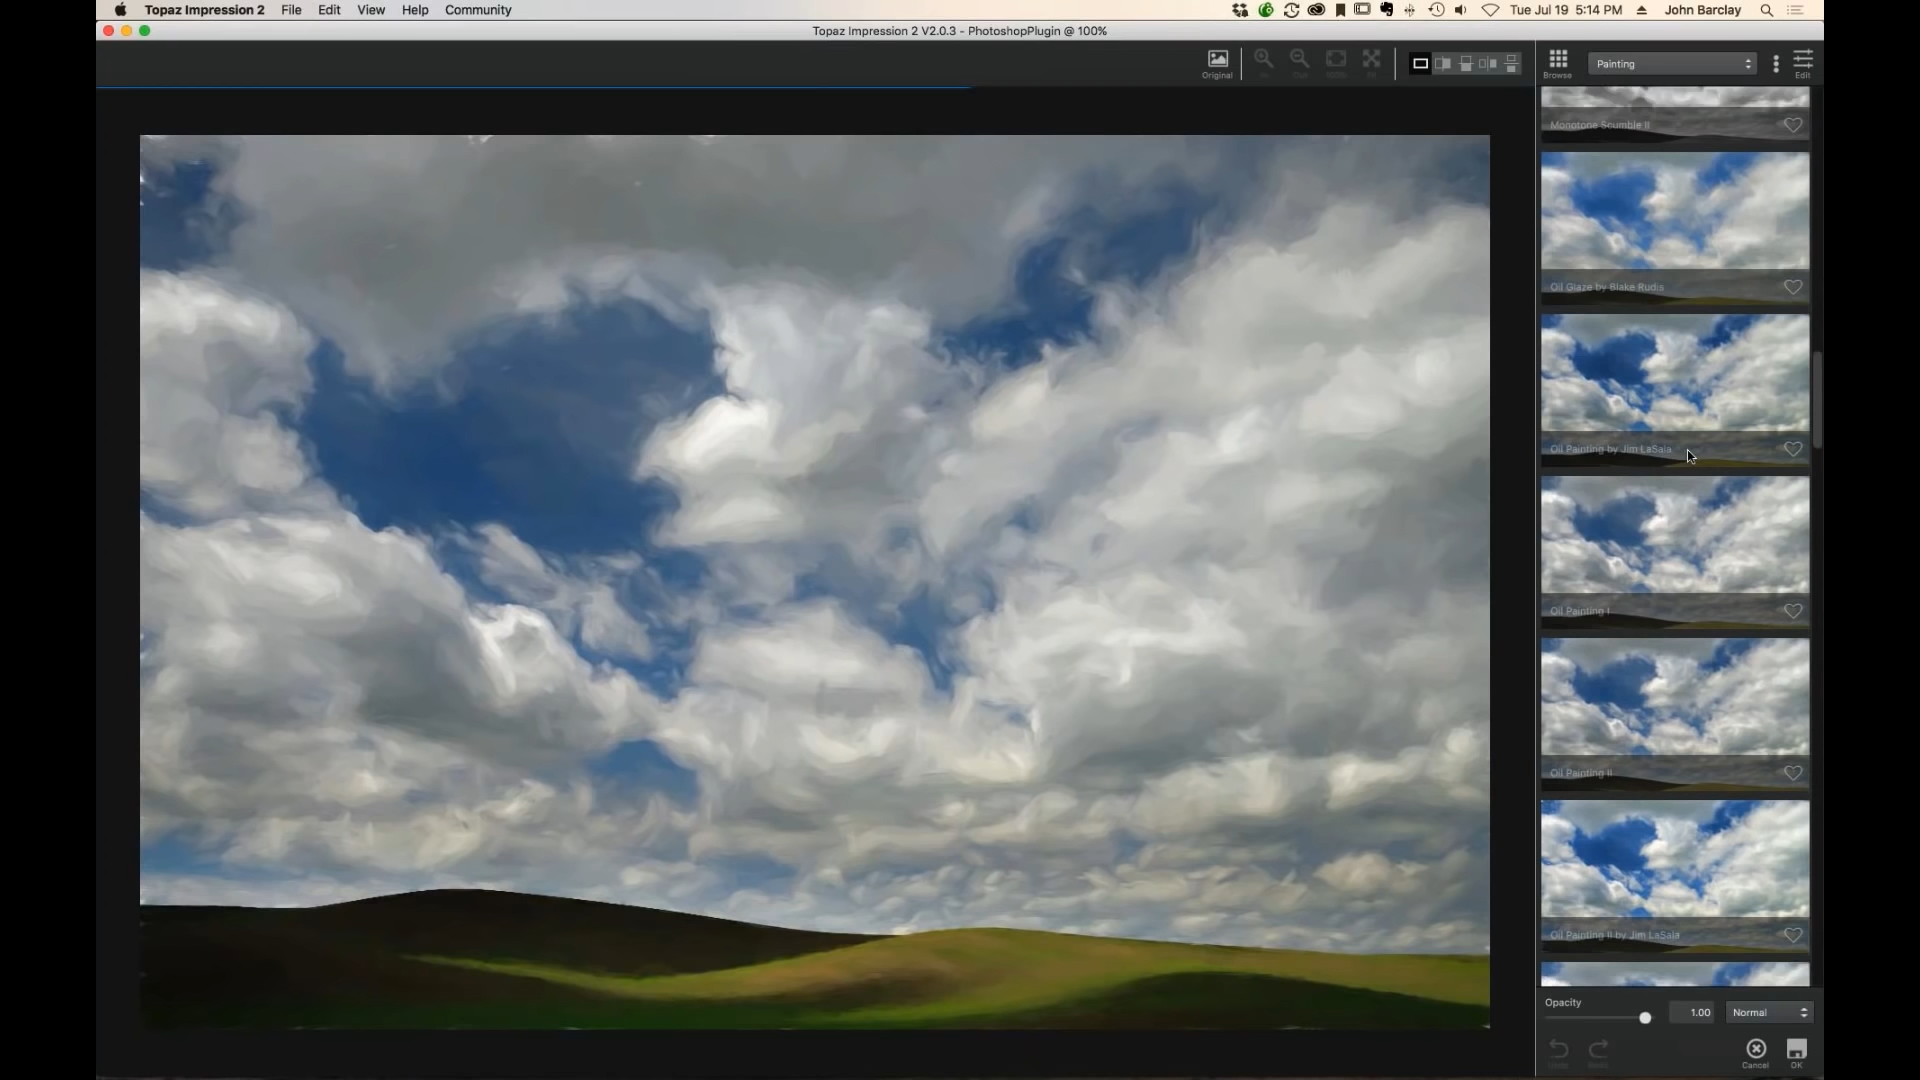 Topaz Impression 2 File Edit View Help Community Tue Jul 19 5:14 PM John Barclay
Topaz Impression 2 V2.0.3 - PhotoshopPlugin @ 100%
Original
Browse
Painting
Edit
Monotone Scumble II
Oil Glaze by Blake Rudis
Oil Painting by Jim LaSala
Oil Painting I
Oil Painting II
Oil Painting II by Jim LaSala
Opacity
1.00 Normal
Cancel OK